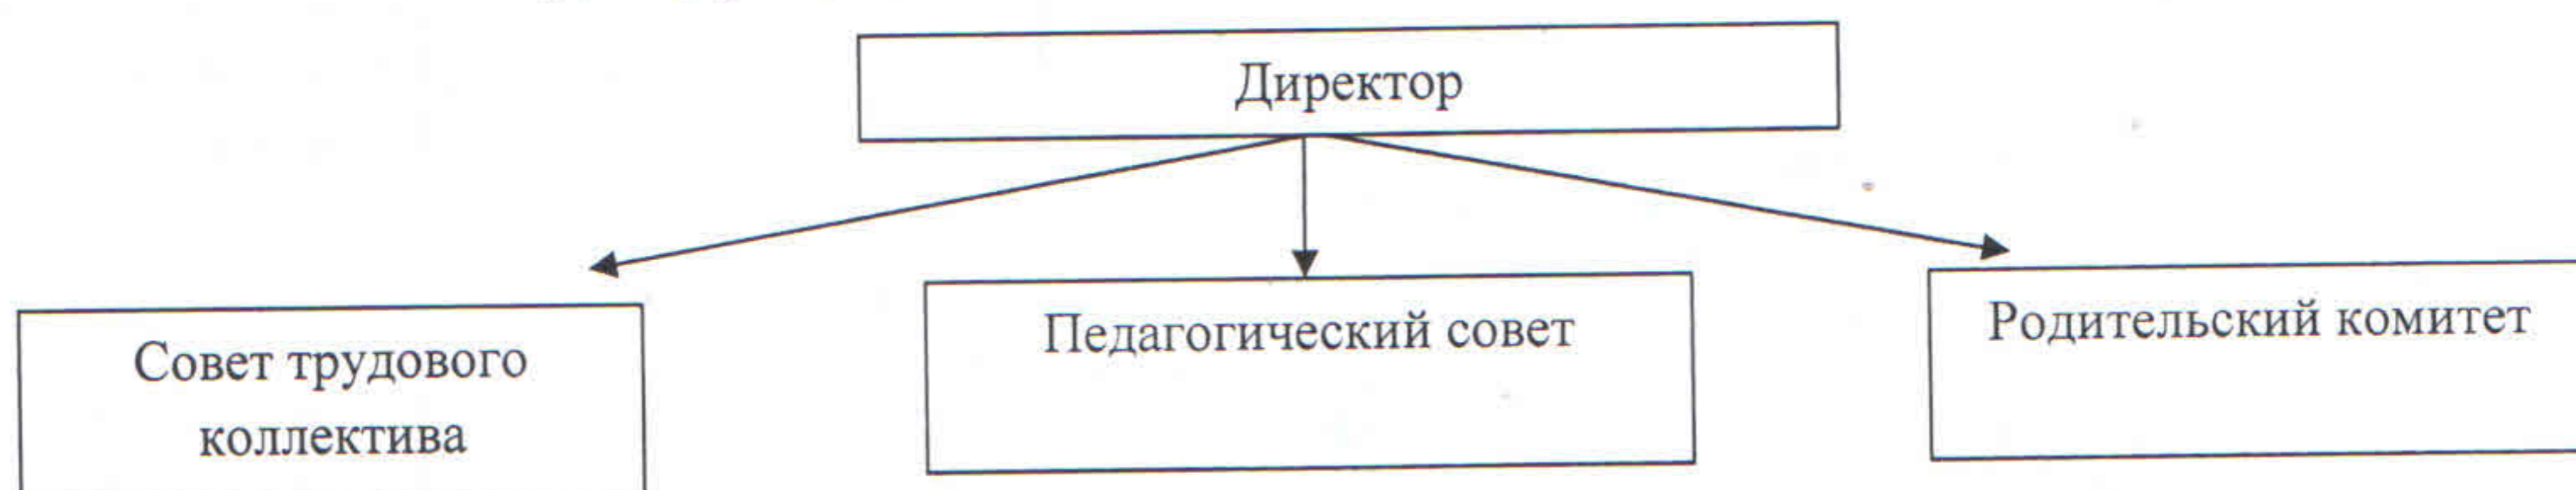 Директор
Совет трудового
коллектива
Педагогический совет
Родительский комитет